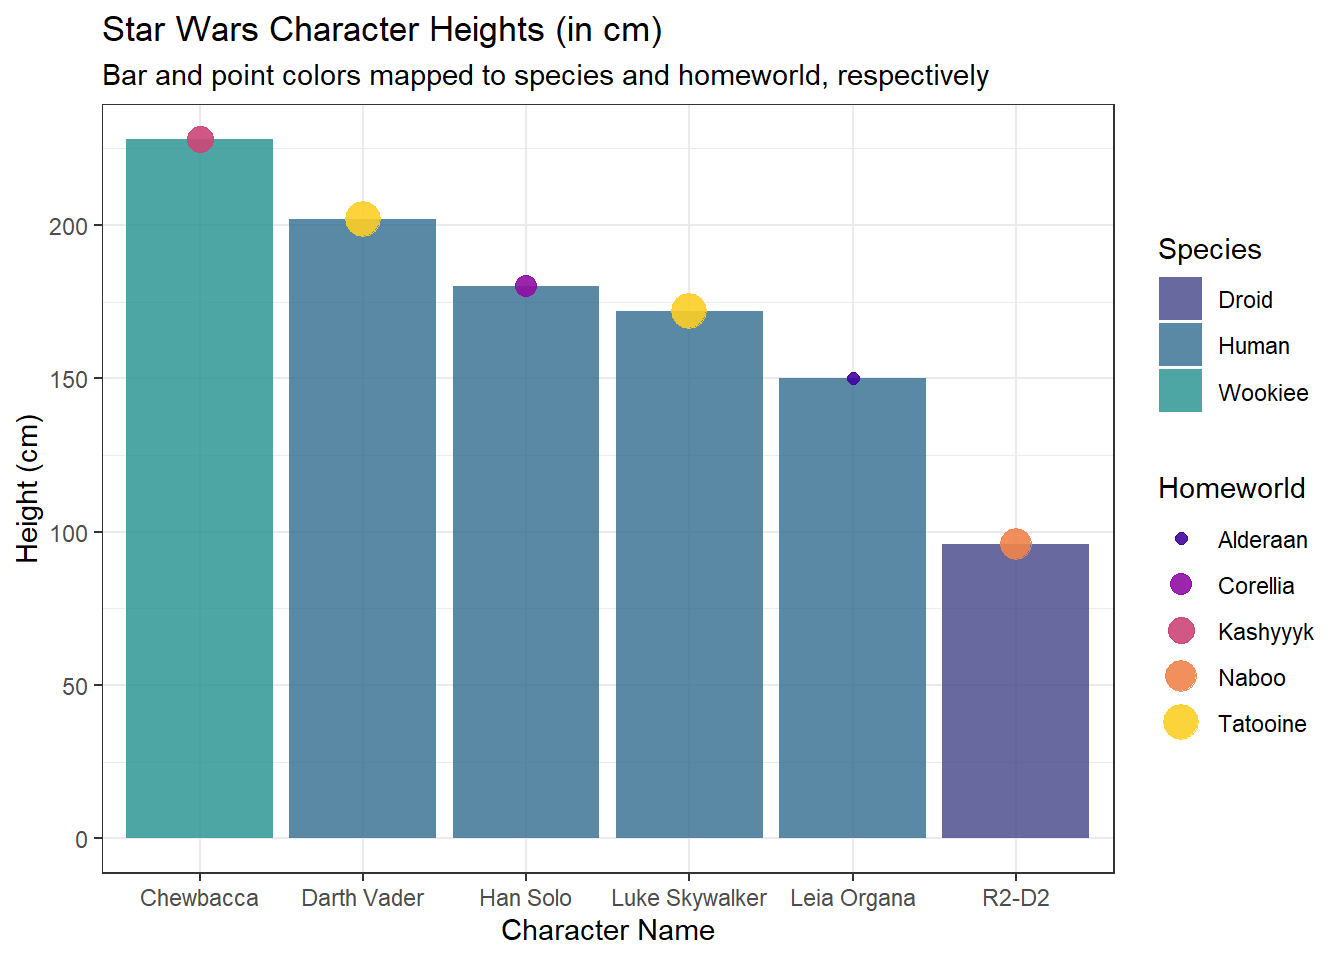 Star Wars Character Heights (in cm)
Bar and point colors mapped to species and homeworld, respectively
Height (cm)
200
150
100
50
0
Chewbacca
Darth Vader
Han Solo
Luke Skywalker
Leia Organa
R2-D2
Character Name
Species
Droid
Human
Wookiee
Homeworld
Alderaan
Corellia
Kashyyyk
Naboo
Tatooine